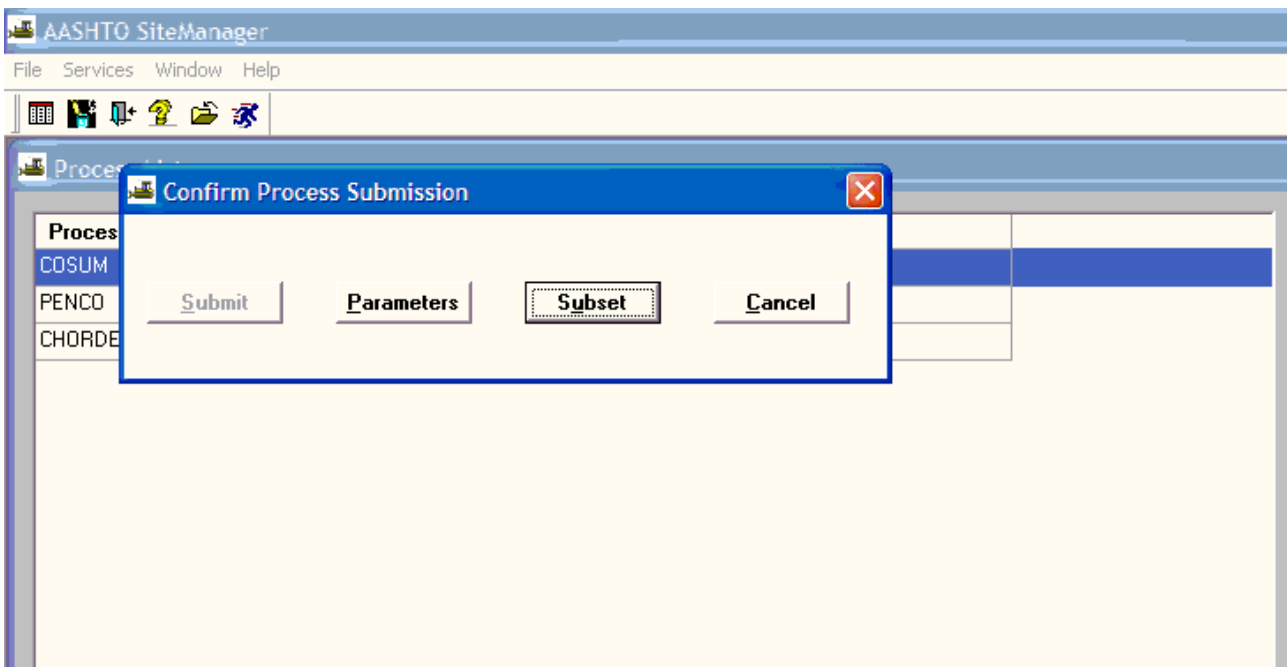 AASHTO SiteManager
File Services Window Help
Confirm Process Submission
COSUM
PENCO
CHORDE
Submit Parameters Subset Cancel